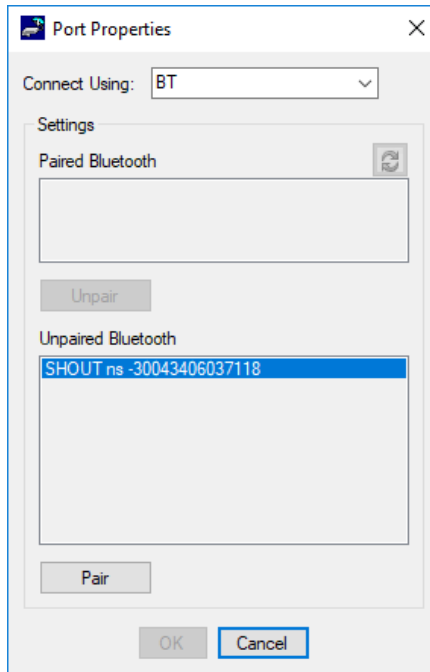 Port Properties
Connect Using: BT
Settings
Paired Bluetooth
Unpair
Unpaired Bluetooth
SHOUT ns -30043406037118
Pair
OK Cancel